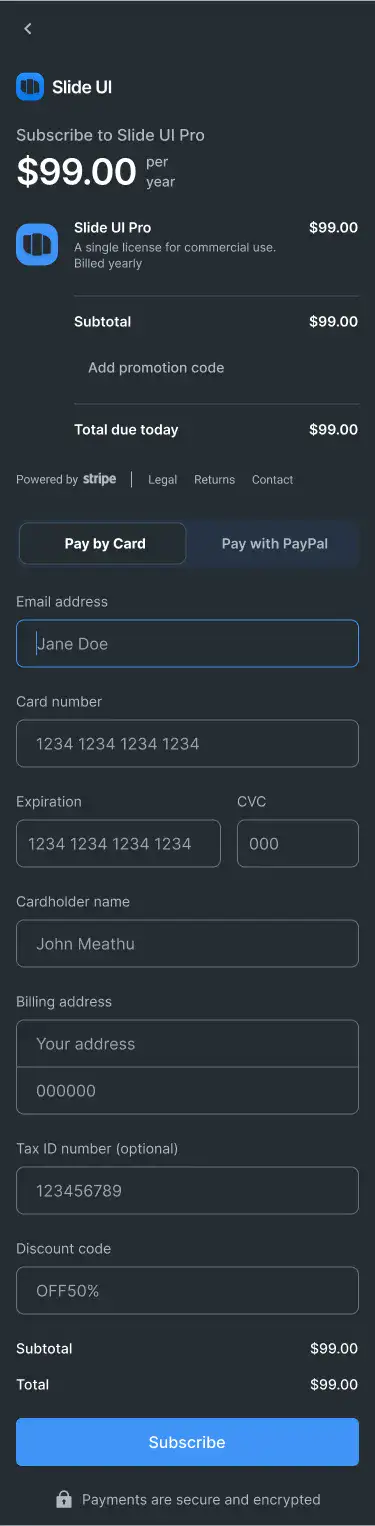 Slide UI
Subscribe to Slide UI Pro
$99.00 per
year
Slide UI Pro $99.00
A single license for commercial use.
Billed yearly
Subtotal $99.00
Add promotion code
Total due today $99.00
Powered by stripe Legal Returns Contact
Pay by Card Pay with PayPal
Email address
Jane Doe
Card number
1234 1234 1234 1234
Expiration CVC
1234 1234 1234 1234 000
Cardholder name
John Meathu
Billing address
Your address
000000
Tax ID number (optional)
123456789
Discount code
OFF50%
Subtotal $99.00
Total $99.00
Subscribe
Payments are secure and encrypted